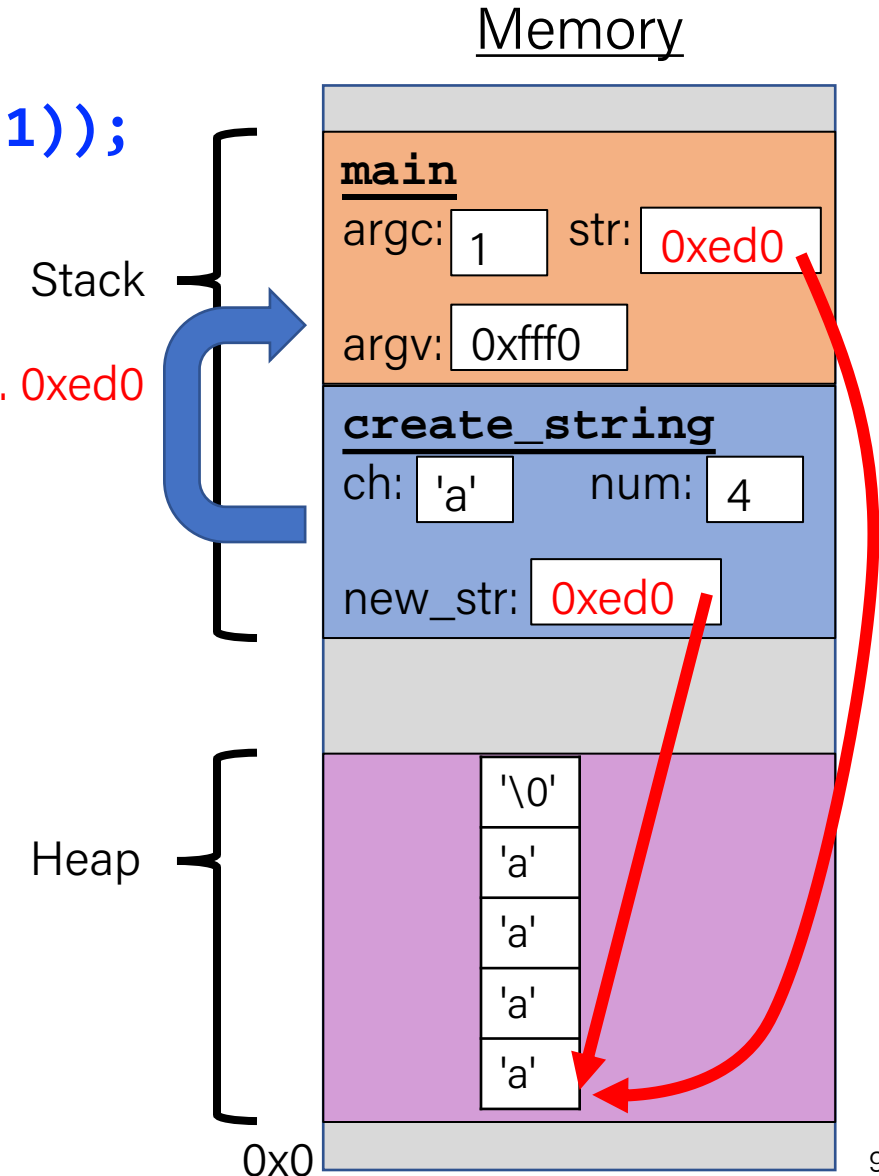 Memory
1));
main
argc: 1 str: 0xed0
Stack
argv: 0xfff0
. 0xed0
create_string
ch: 'a' num: 4
new_str: 0xed0
'\0'
Heap
'a'
'a'
'a'
'a'
0x0